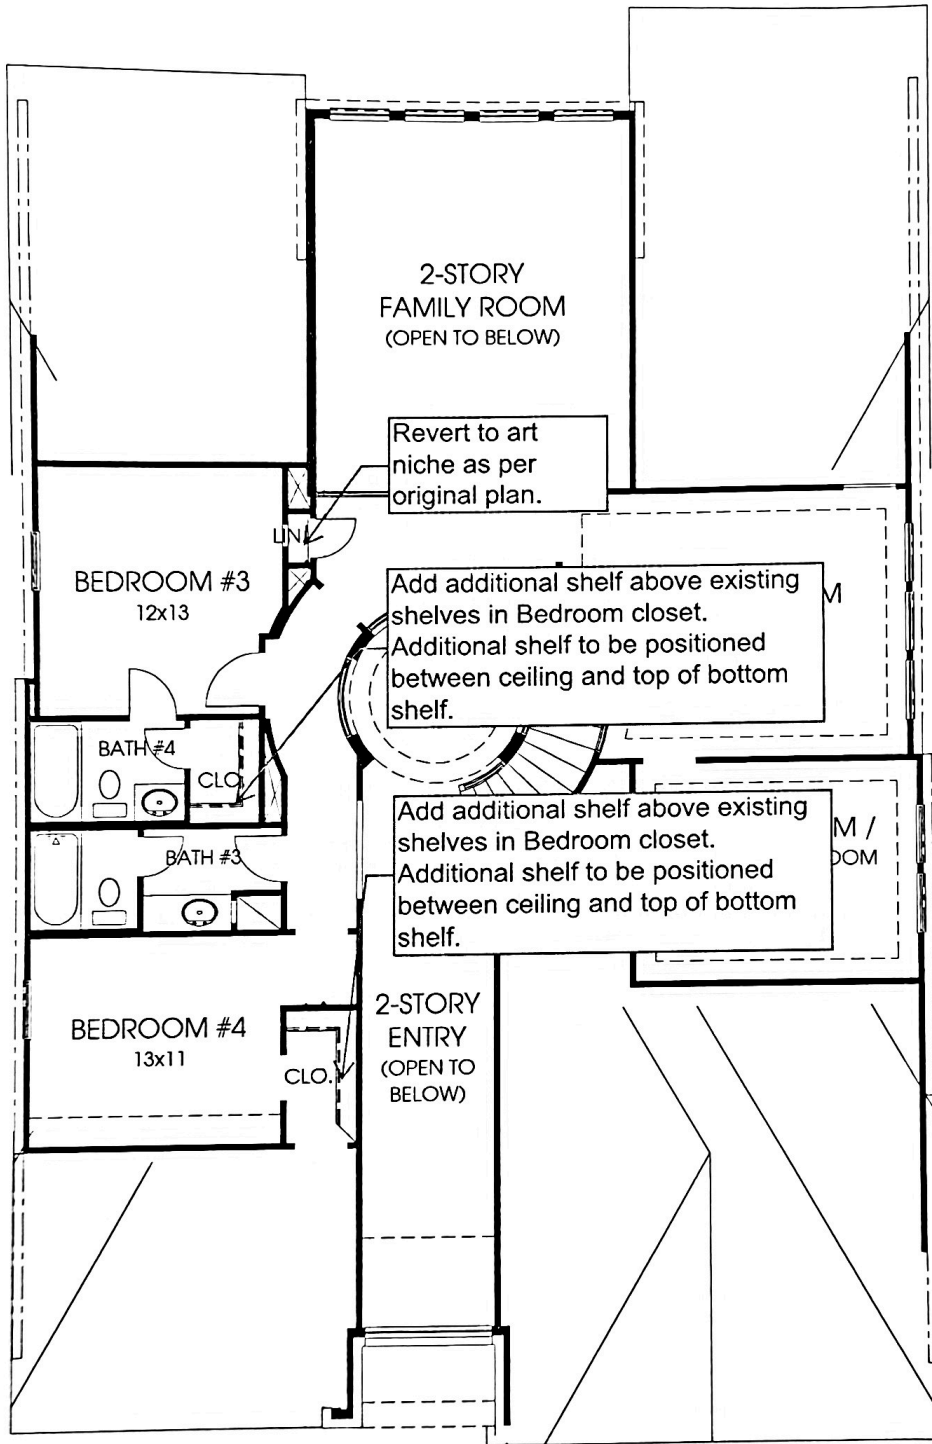 2-STORY
FAMILY ROOM
(OPEN TO BELOW)
Revert to art
niche as per
original plan.
LIN.
BEDROOM #3
12x13
Add additional shelf above existing
shelves in Bedroom closet.
Additional shelf to be positioned
between ceiling and top of bottom
shelf.
M
BATH #4
CLO.
Add additional shelf above existing
shelves in Bedroom closet.
Additional shelf to be positioned
between ceiling and top of bottom
shelf.
M /
OOM
BATH #3
BEDROOM #4
13x11
CLO.
2-STORY
ENTRY
(OPEN TO
BELOW)